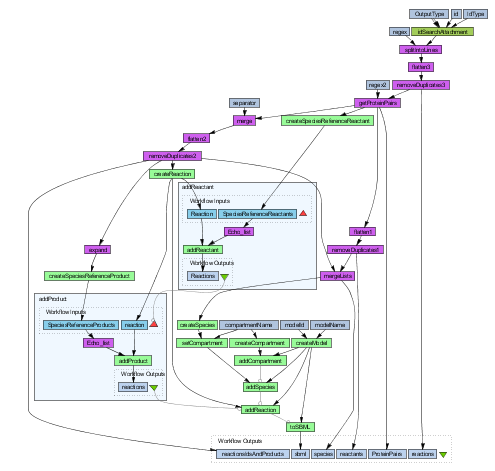 OutputType id idType
regex idSearchAttachment
splitIntoLines
flatten3
regex2 removeDuplicates3
separator getProteinPairs
merge createSpeciesReferenceReactant
flatten2
removeDuplicates2
createReaction
addReactant
Workflow Inputs
Reaction SpeciesReferenceReactants
Echo_list flatten1
expand addReactant removeDuplicates1
Workflow Outputs
createSpeciesReferenceProduct Reactions mergeLists
addProduct
Workflow Inputs
SpeciesReferenceProducts reaction createSpecies compartmentName modelId modelName
Echo_list setCompartment createCompartment createModel
addProduct addCompartment
Workflow Outputs
reactions addSpecies
addReaction
toSBML
Workflow Outputs
reactionsIdsAndProducts sbml species reactants ProteinPairs reactions